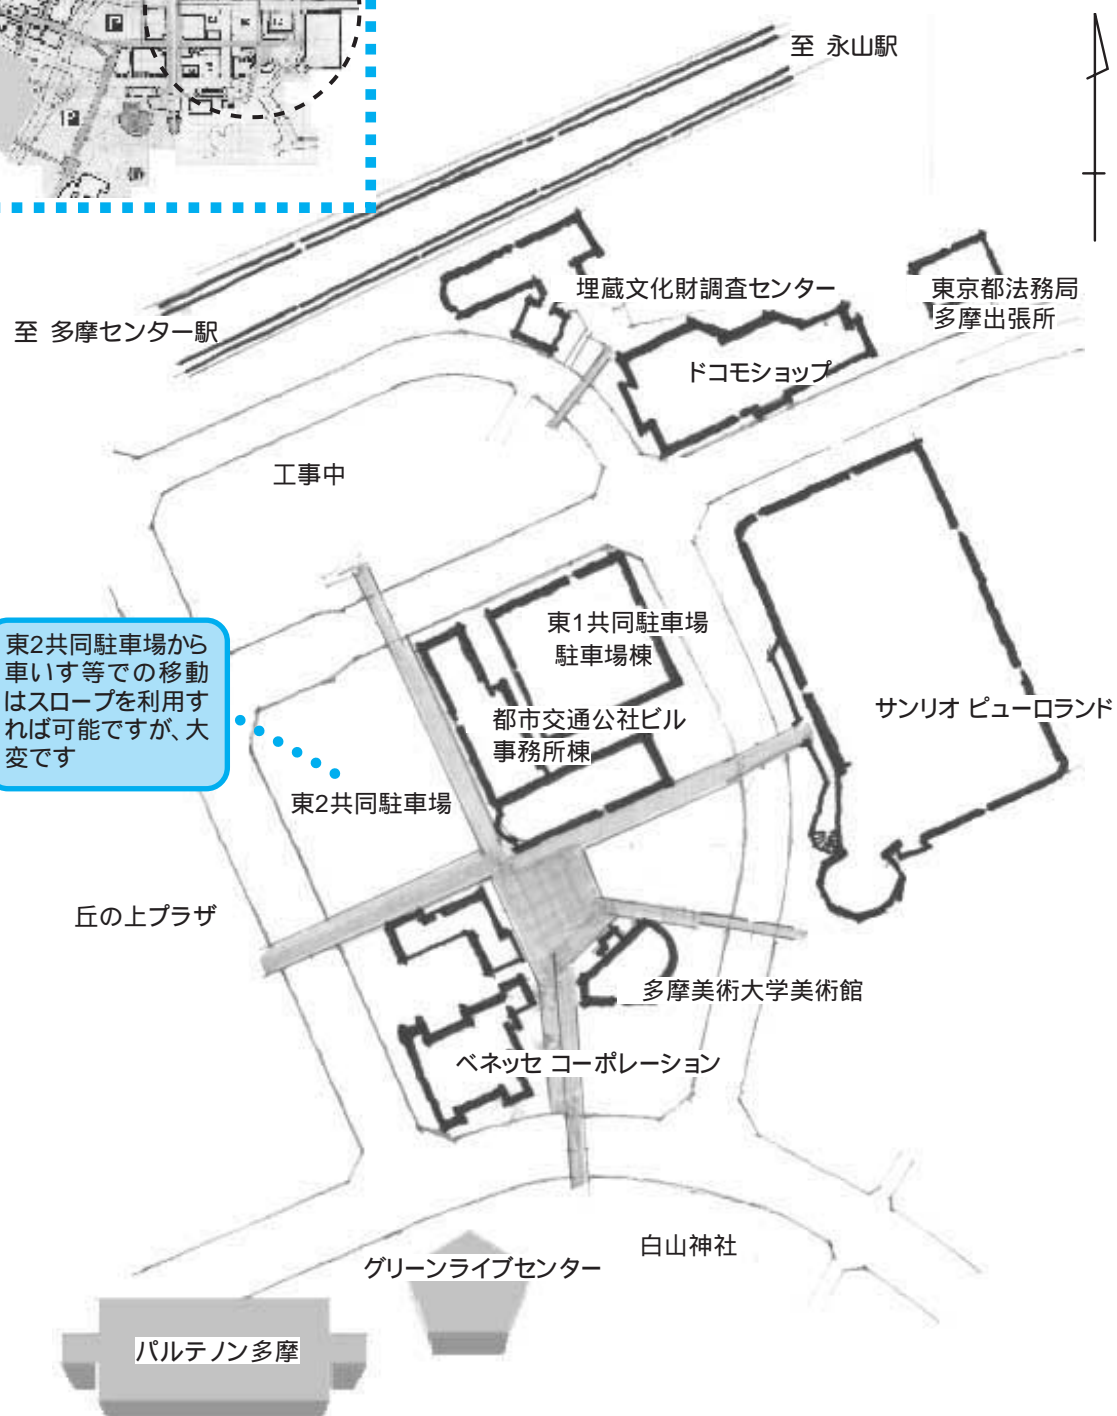 P
P
至 永山駅
埋蔵文化財調査センター
東京都法務局
多摩出張所
至 多摩センター駅
ドコモショップ
工事中
東1共同駐車場
駐車場棟
東2共同駐車場から
車いす等での移動
はスロープを利用す
れば可能ですが、大
変です
サンリオ ピューロランド
都市交通公社ビル
事務所棟
東2共同駐車場
丘の上プラザ
多摩美術大学美術館
ベネッセ コーポレーション
白山神社
グリーンライブセンター
パルテノン多摩